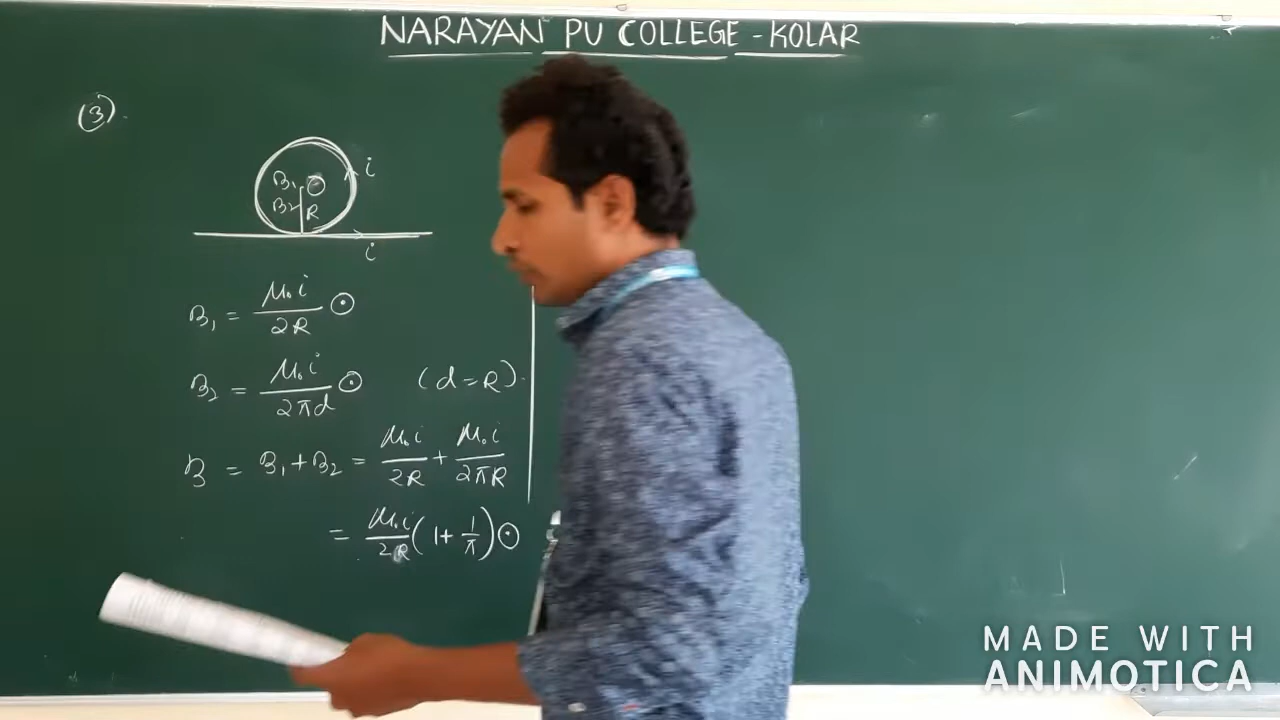 NARAYAN PU COLLEGE - KOLAR
(3).
i
B₁
B₂ R
i
B₁ = μ₀i / 2R ⊙
B₂ = μ₀i / 2πd ⊙ (d = R).
B = B₁ + B₂ = μ₀i / 2R + μ₀i / 2πR
= μ₀i / 2R (1 + 1/π) ⊙
MADE WITH
ANIMOTICA